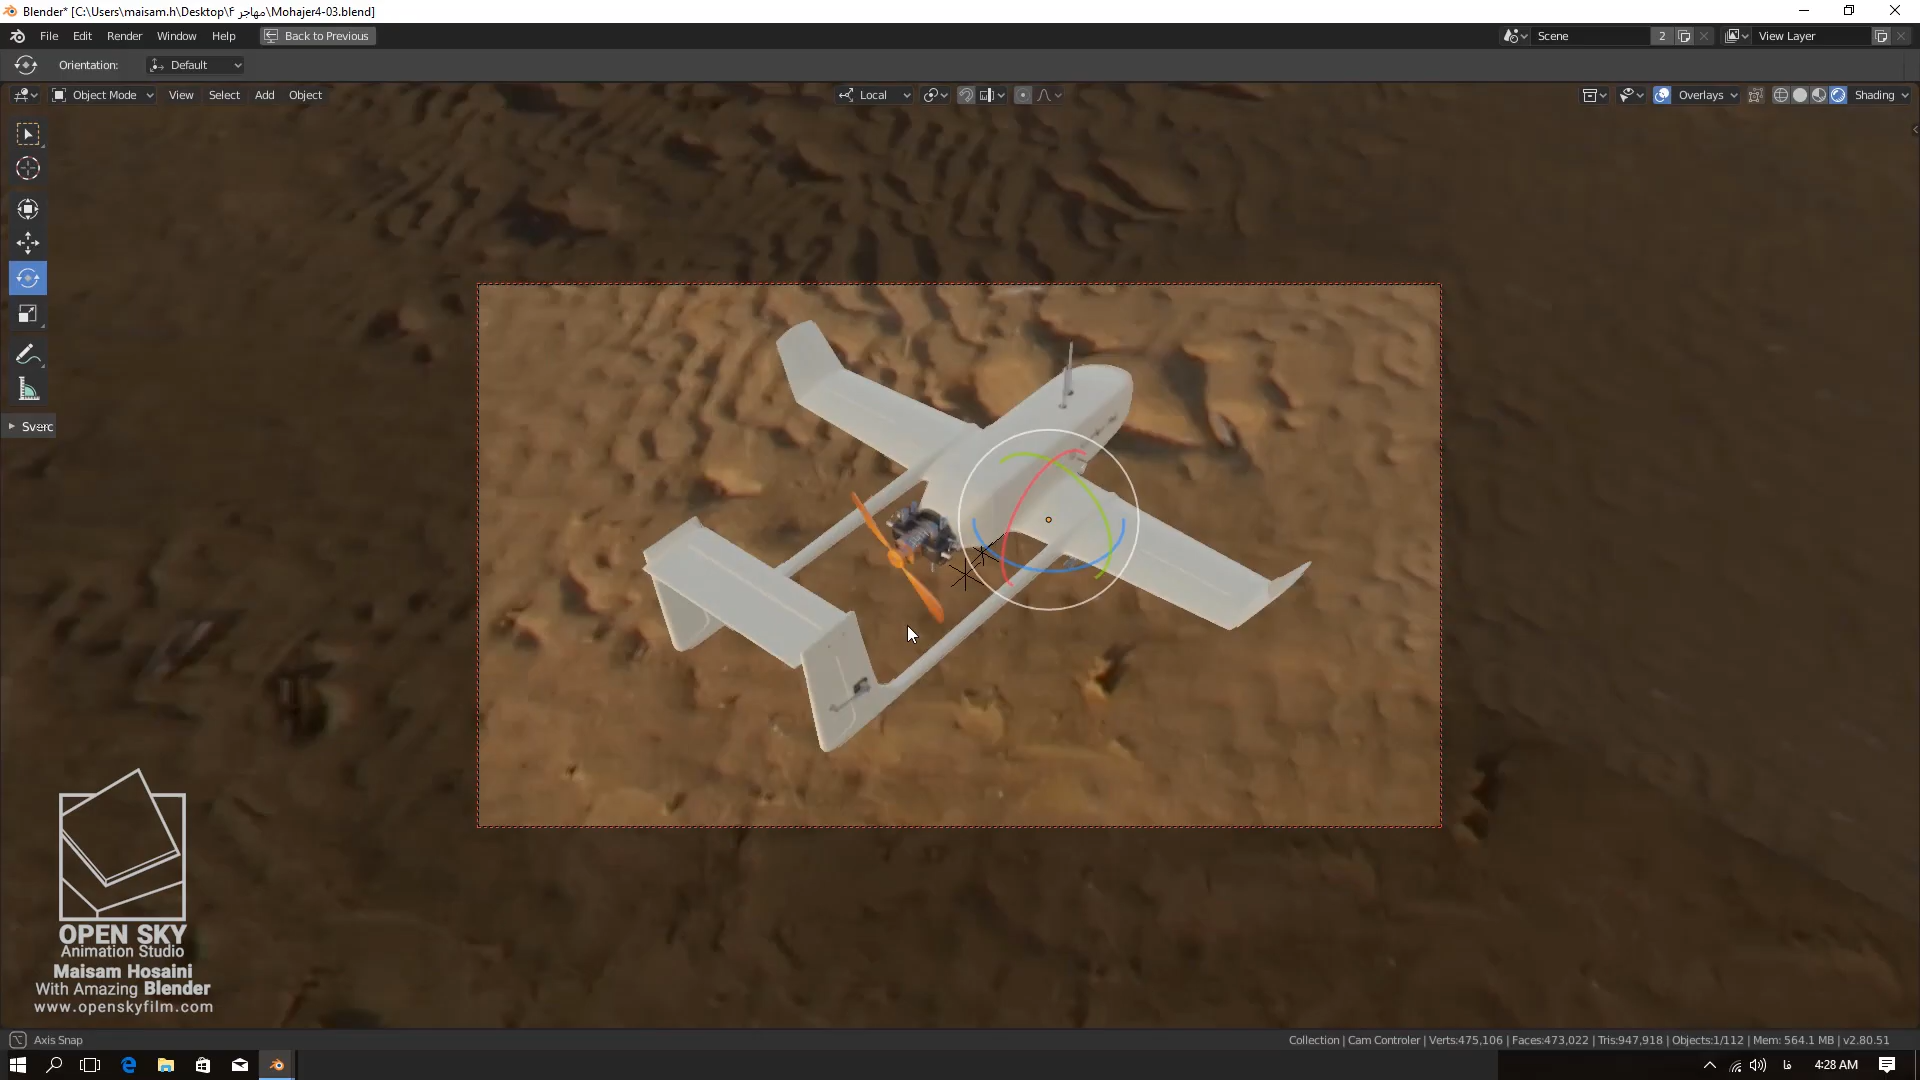 Blender* [C:\Users\maisam.h\Desktop\مهاجر ۴\Mohajer4-03.blend]
File Edit Render Window Help Back to Previous
Scene 2 View Layer
Orientation: Default
Object Mode View Select Add Object
Local
Overlays Shading
Sverc
OPEN SKY
Animation Studio
Maisam Hosaini
With Amazing Blender
www.openskyfilm.com
Axis Snap
Collection | Cam Controler | Verts:475,106 | Faces:473,022 | Tris:947,918 | Objects:1/112 | Mem: 564.1 MB | v2.80.51
فا 4:28 AM